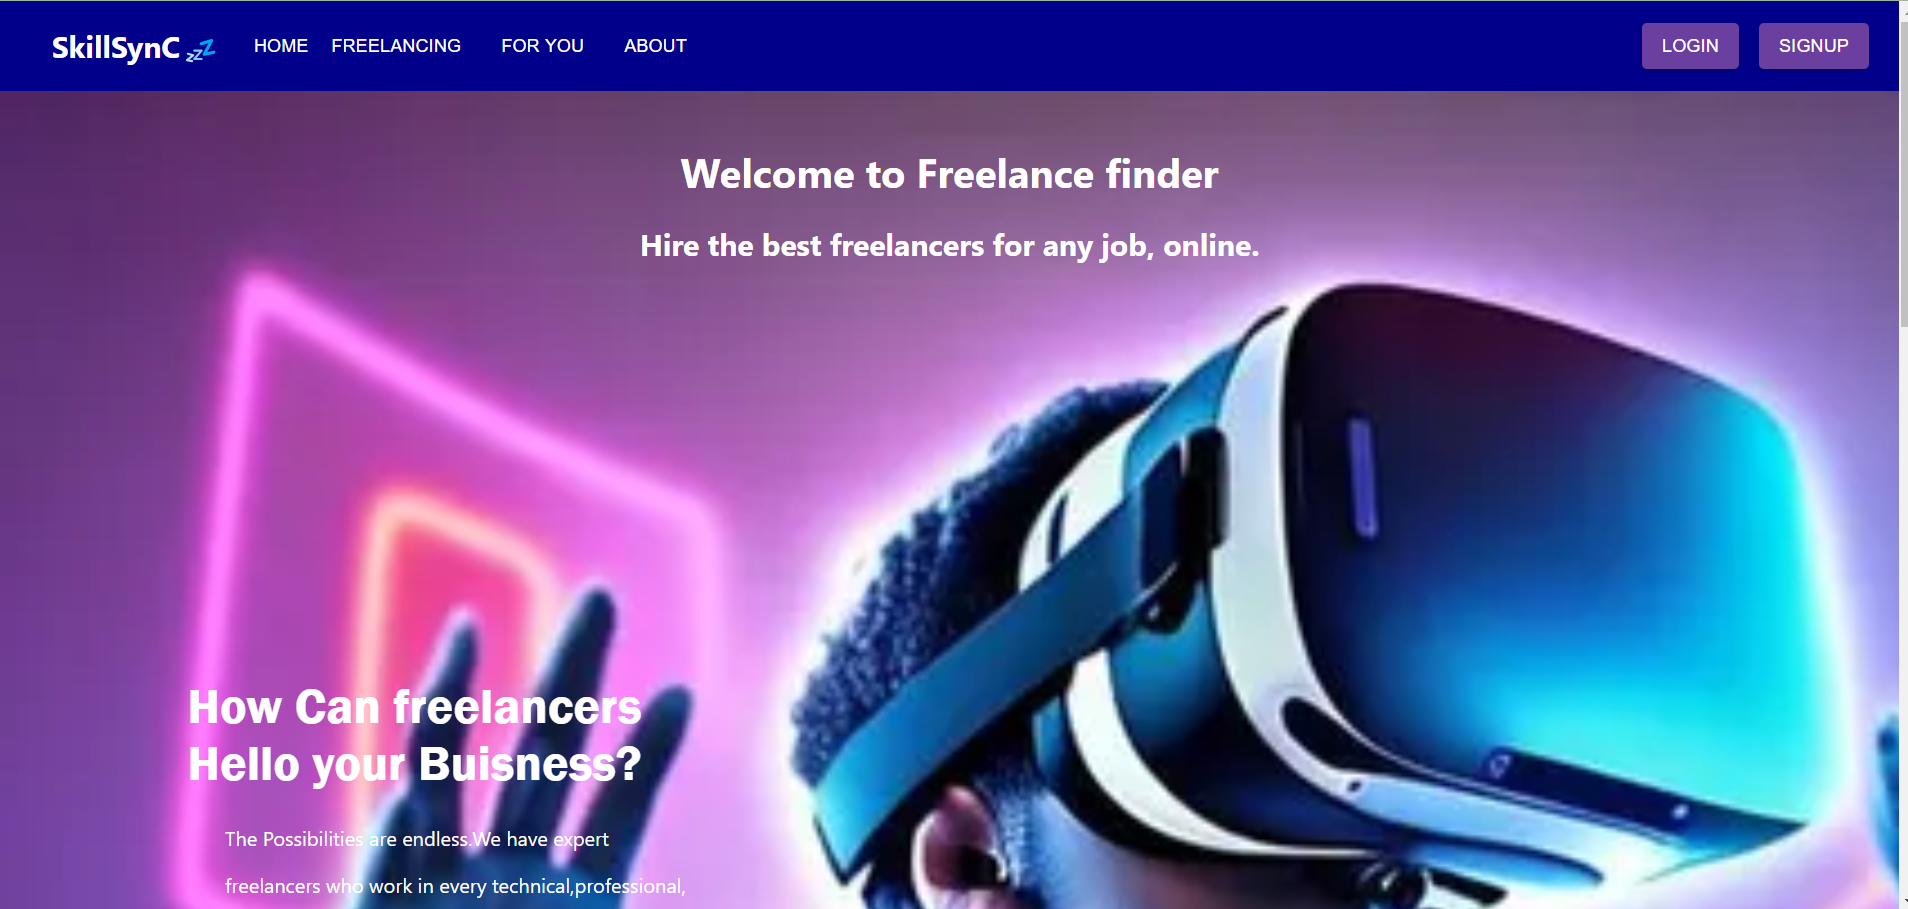 SkillSynC 💤 HOME FREELANCING FOR YOU ABOUT LOGIN SIGNUP
Welcome to Freelance finder
Hire the best freelancers for any job, online.
How Can freelancers
Hello your Buisness?
The Possibilities are endless.We have expert
freelancers who work in every technical,professional,